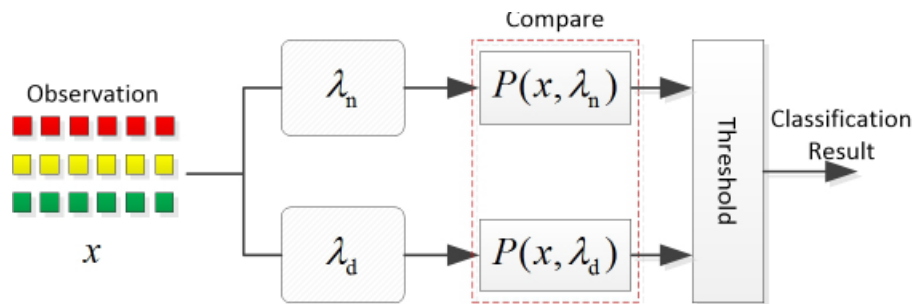 Compare
Observation
x
λn
λd
P(x, λn)
P(x, λd)
Threshold
Classification
Result